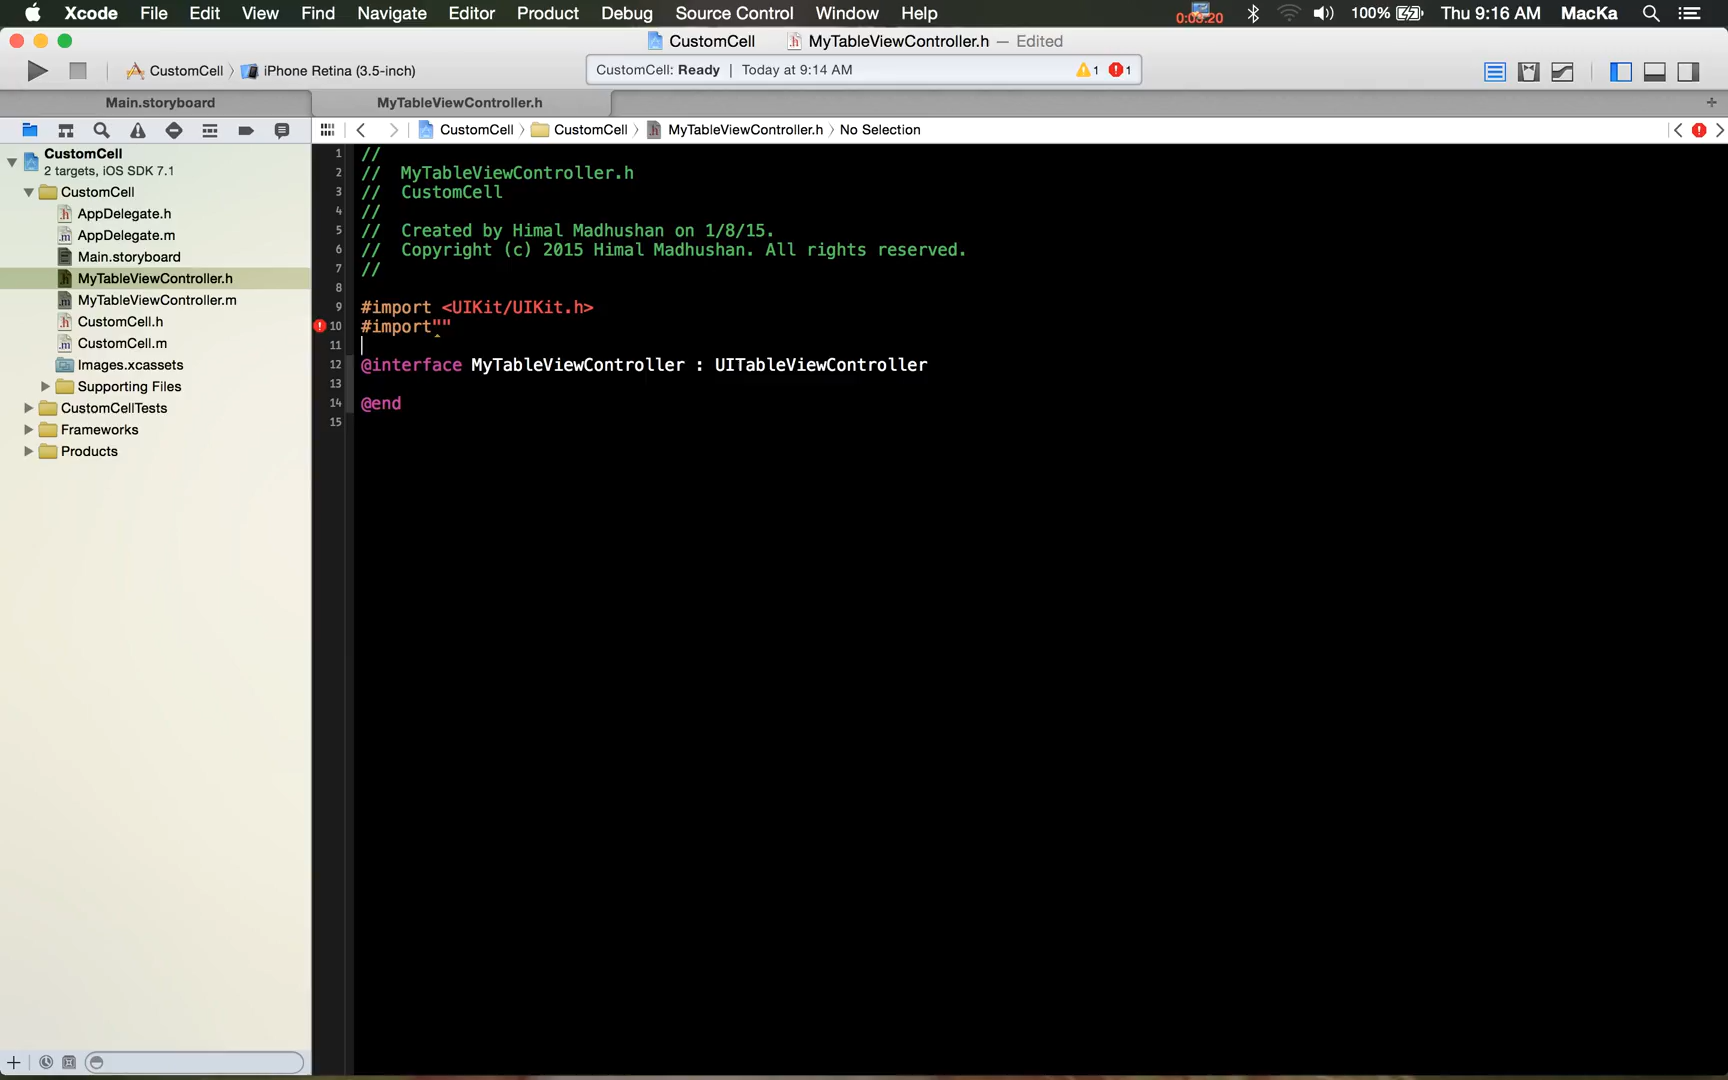 Xcode File Edit View Find Navigate Editor Product Debug Source Control Window Help 100% Thu 9:16 AM MacKa
CustomCell MyTableViewController.h — Edited
CustomCell iPhone Retina (3.5-inch) CustomCell: Ready | Today at 9:14 AM 1 1
Main.storyboard MyTableViewController.h
CustomCell CustomCell MyTableViewController.h No Selection
CustomCell
2 targets, iOS SDK 7.1
CustomCell
AppDelegate.h
AppDelegate.m
Main.storyboard
MyTableViewController.h
MyTableViewController.m
CustomCell.h
CustomCell.m
Images.xcassets
Supporting Files
CustomCellTests
Frameworks
Products
1 //
2 // MyTableViewController.h
3 // CustomCell
4 //
5 // Created by Himal Madhushan on 1/8/15.
6 // Copyright (c) 2015 Himal Madhushan. All rights reserved.
7 //
8
9 #import <UIKit/UIKit.h>
10 #import""
11
12 @interface MyTableViewController : UITableViewController
13
14 @end
15